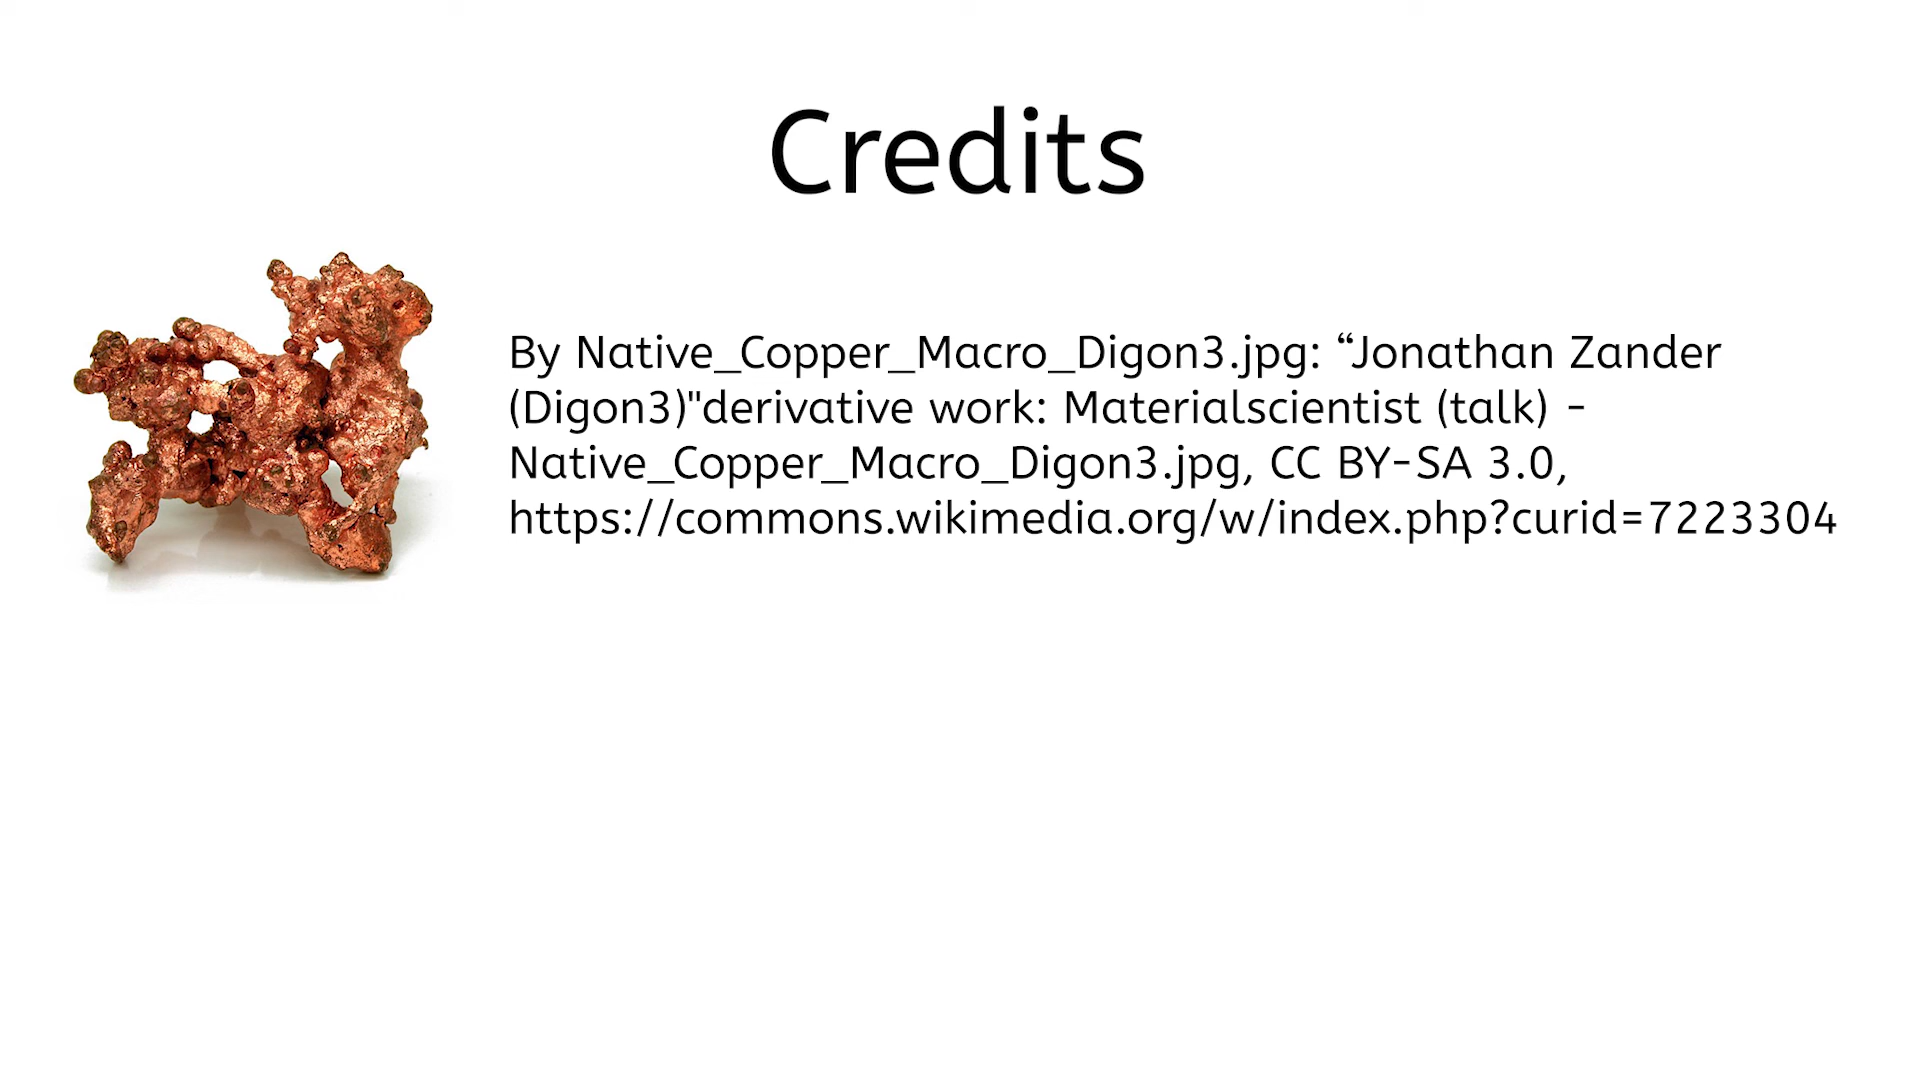 Credits
By Native_Copper_Macro_Digon3.jpg: “Jonathan Zander
(Digon3)"derivative work: Materialscientist (talk) -
Native_Copper_Macro_Digon3.jpg, CC BY-SA 3.0,
https://commons.wikimedia.org/w/index.php?curid=7223304